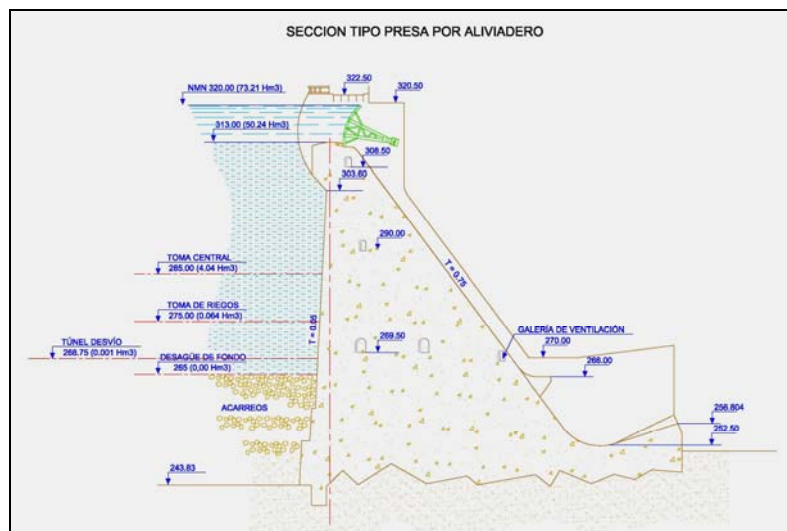 SECCION TIPO PRESA POR ALIVIADERO
322.50
NMN 320.00 (73.21 Hm3)
320.50
313.00 (50.24 Hm3)
308.50
303.60
290.00
TOMA CENTRAL
285.00 (4.04 Hm3)
T = 0.75
TOMA DE RIEGOS
275.00 (0.064 Hm3)
T = 0.05
GALERÍA DE VENTILACIÓN
TÚNEL DESVÍO
269.50
270.00
268.75 (0.001 Hm3)
DESAGÜE DE FONDO
268.00
265 (0,00 Hm3)
ACARREOS
256.804
252.50
243.83